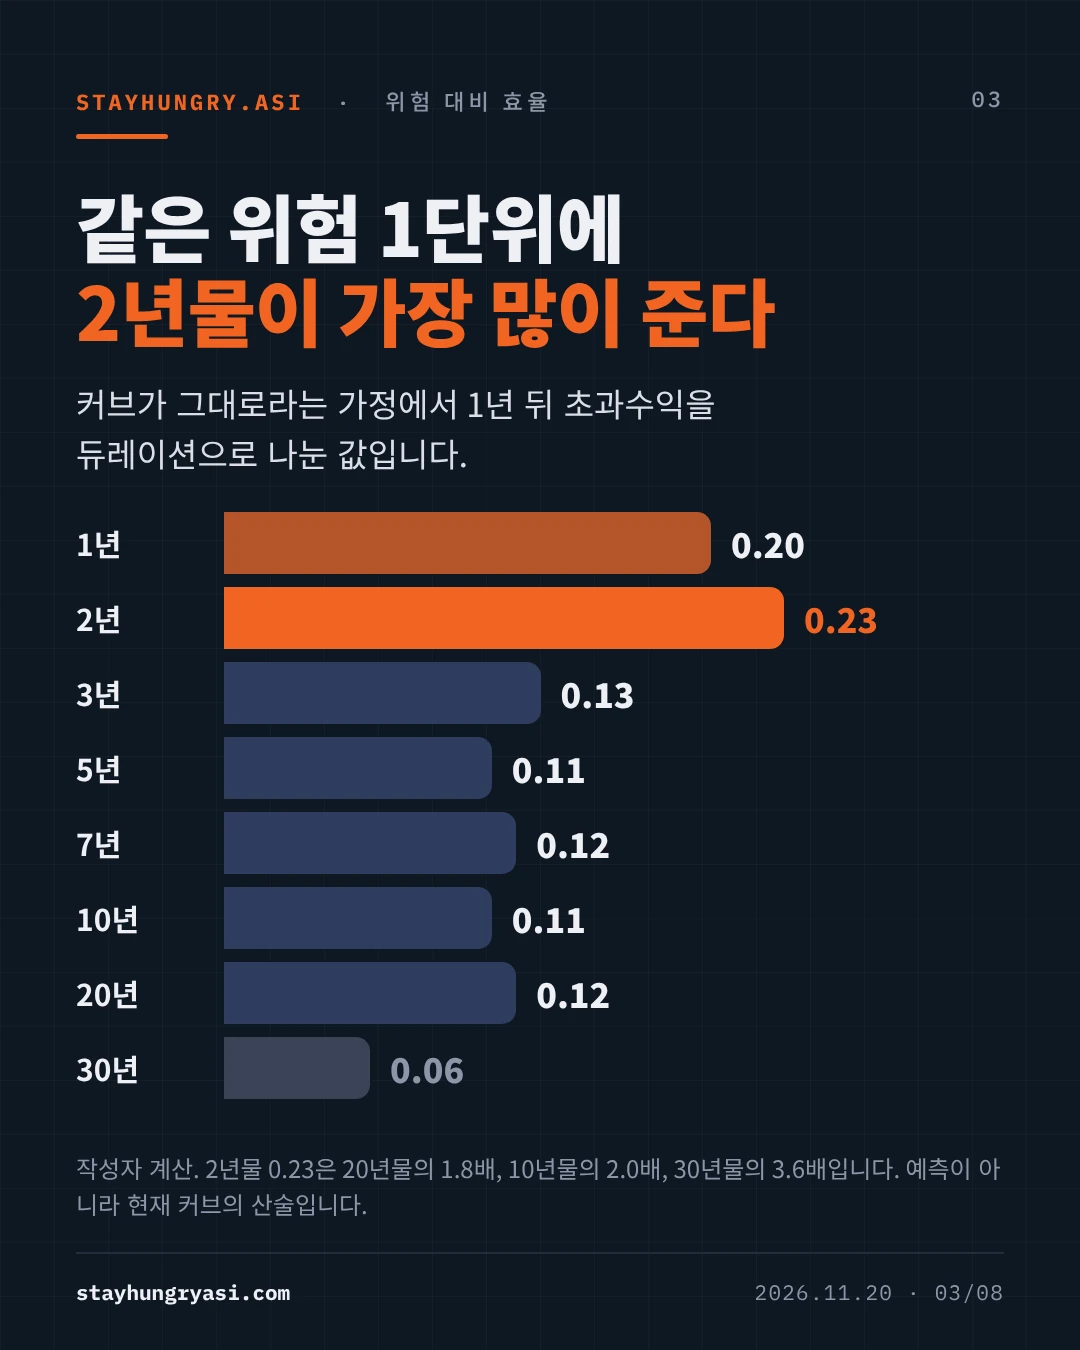 STAYHUNGRY.ASI · 위험 대비 효율 03
같은 위험 1단위에
2년물이 가장 많이 준다
커브가 그대로라는 가정에서 1년 뒤 초과수익을
듀레이션으로 나눈 값입니다.
1년 0.20
2년 0.23
3년 0.13
5년 0.11
7년 0.12
10년 0.11
20년 0.12
30년 0.06
작성자 계산. 2년물 0.23은 20년물의 1.8배, 10년물의 2.0배, 30년물의 3.6배입니다. 예측이 아
니라 현재 커브의 산술입니다.
stayhungryasi.com 2026.11.20 · 03/08